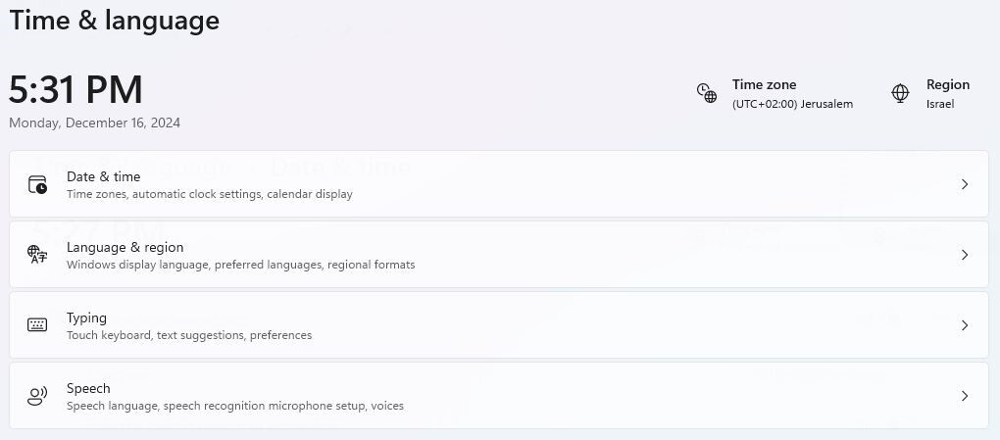 Time & language
5:31 PM
Monday, December 16, 2024
Time zone
(UTC+02:00) Jerusalem
Region
Israel
Date & time
Time zones, automatic clock settings, calendar display
Language & region
Windows display language, preferred languages, regional formats
Typing
Touch keyboard, text suggestions, preferences
Speech
Speech language, speech recognition microphone setup, voices